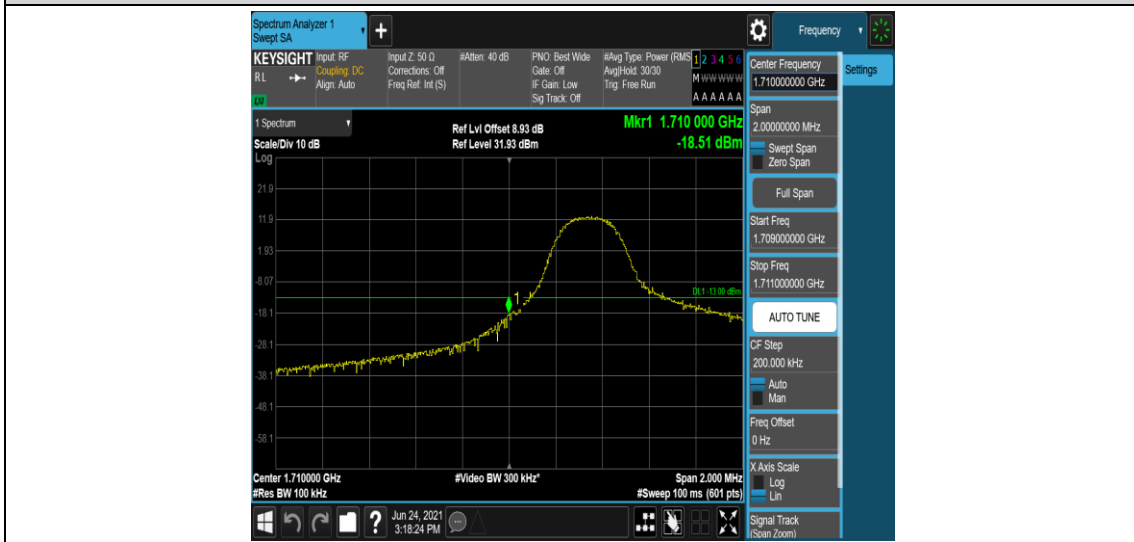 Spectrum Analyzer 1
Swept SA
+
Frequency
KEYSIGHT
RL
LXI
Input: RF
Coupling: DC
Align: Auto
Input Z: 50 Ω
Corrections: Off
Freq Ref: Int (S)
#Atten: 40 dB
PNO: Best Wide
Gate: Off
IF Gain: Low
Sig Track: Off
#Avg Type: Power (RMS
Avg|Hold: 30/30
Trig: Free Run
1 2 3 4 5 6
M W W W W W
A A A A A A
Center Frequency
1.710000000 GHz
Settings
Span
2.00000000 MHz
Swept Span
Zero Span
Full Span
Start Freq
1.709000000 GHz
Stop Freq
1.711000000 GHz
AUTO TUNE
CF Step
200.000 kHz
Auto
Man
Freq Offset
0 Hz
X Axis Scale
Log
Lin
Signal Track
(Span Zoom)
1 Spectrum
Scale/Div 10 dB
Log
Ref Lvl Offset 8.93 dB
Ref Level 31.93 dBm
Mkr1 1.710 000 GHz
-18.51 dBm
21.9
11.9
1.93
-8.07
-18.1
-28.1
-38.1
-48.1
-58.1
1
DL1 -13.00 dBm
Center 1.710000 GHz
#Res BW 100 kHz
#Video BW 300 kHz*
Span 2.000 MHz
#Sweep 100 ms (601 pts)
?
Jun 24, 2021
3:18:24 PM